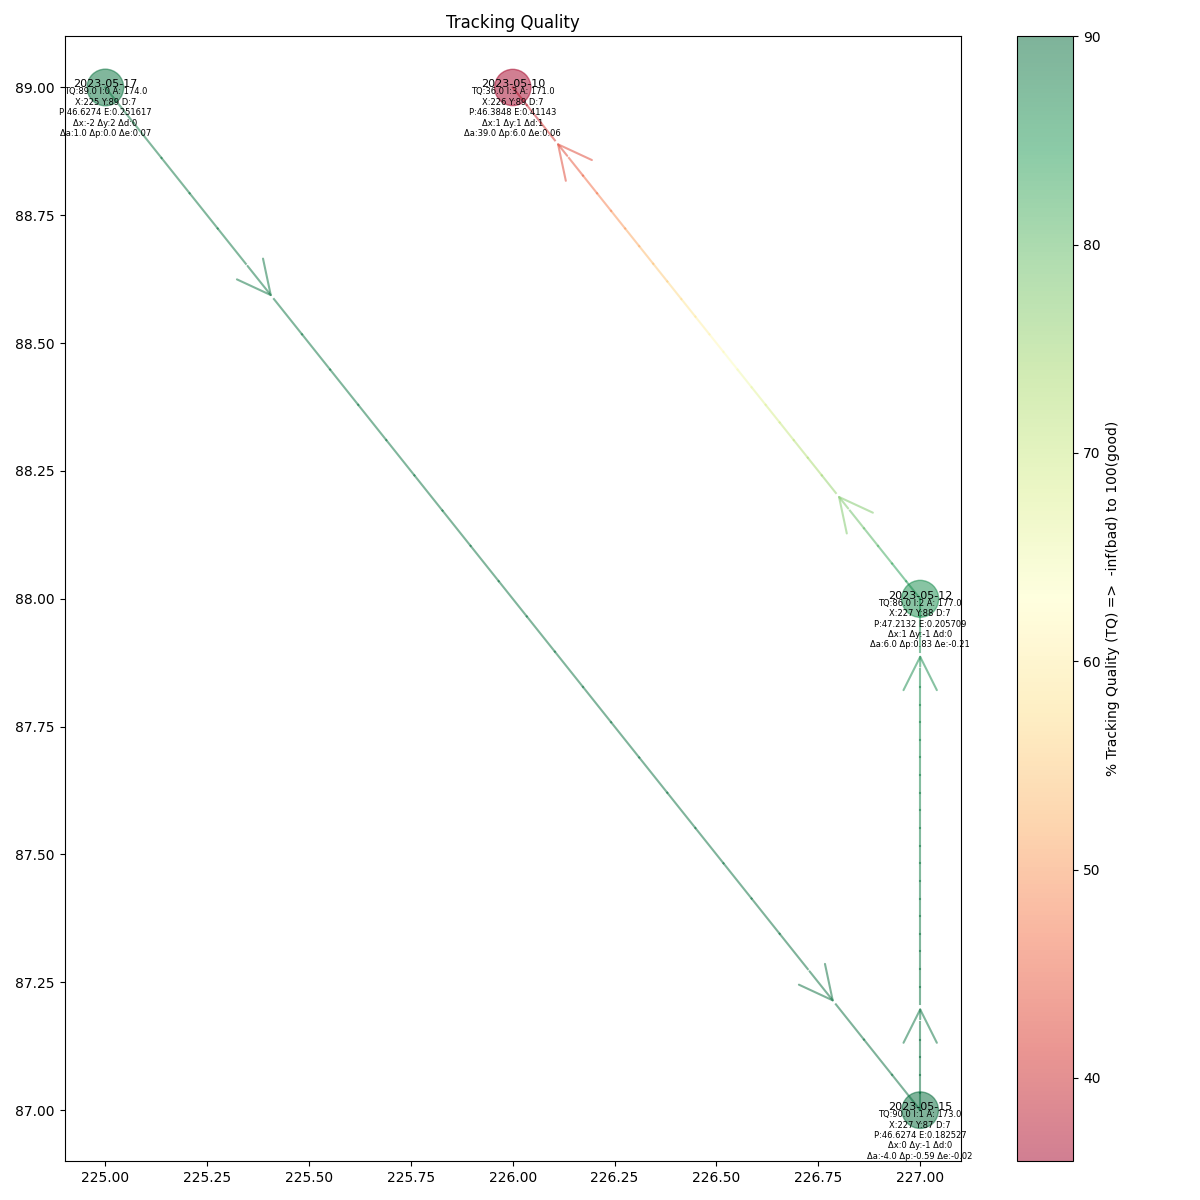 Tracking Quality
2023-05-17
TQ:89.0 I:0 A: 174.0
X:225 Y:89 D:7
P:46.6274 E:0.251617
Δx:-2 Δy:2 Δd:0
Δa:1.0 Δp:0.0 Δe:0.07
2023-05-10
TQ:36.0 I:3 A: 171.0
X:226 Y:89 D:7
P:46.3848 E:0.41143
Δx:1 Δy:1 Δd:1
Δa:39.0 Δp:6.0 Δe:0.06
2023-05-12
TQ:86.0 I:2 A: 177.0
X:227 Y:88 D:7
P:47.2132 E:0.205709
Δx:1 Δy:-1 Δd:0
Δa:6.0 Δp:0.83 Δe:-0.21
2023-05-15
TQ:90.0 I:1 A: 173.0
X:227 Y:87 D:7
P:46.6274 E:0.182527
Δx:0 Δy:-1 Δd:0
Δa:-4.0 Δp:-0.59 Δe:-0.02
89.00
88.75
88.50
88.25
88.00
87.75
87.50
87.25
87.00
225.00
225.25
225.50
225.75
226.00
226.25
226.50
226.75
227.00
90
80
70
60
50
40
% Tracking Quality (TQ) => -inf(bad) to 100(good)